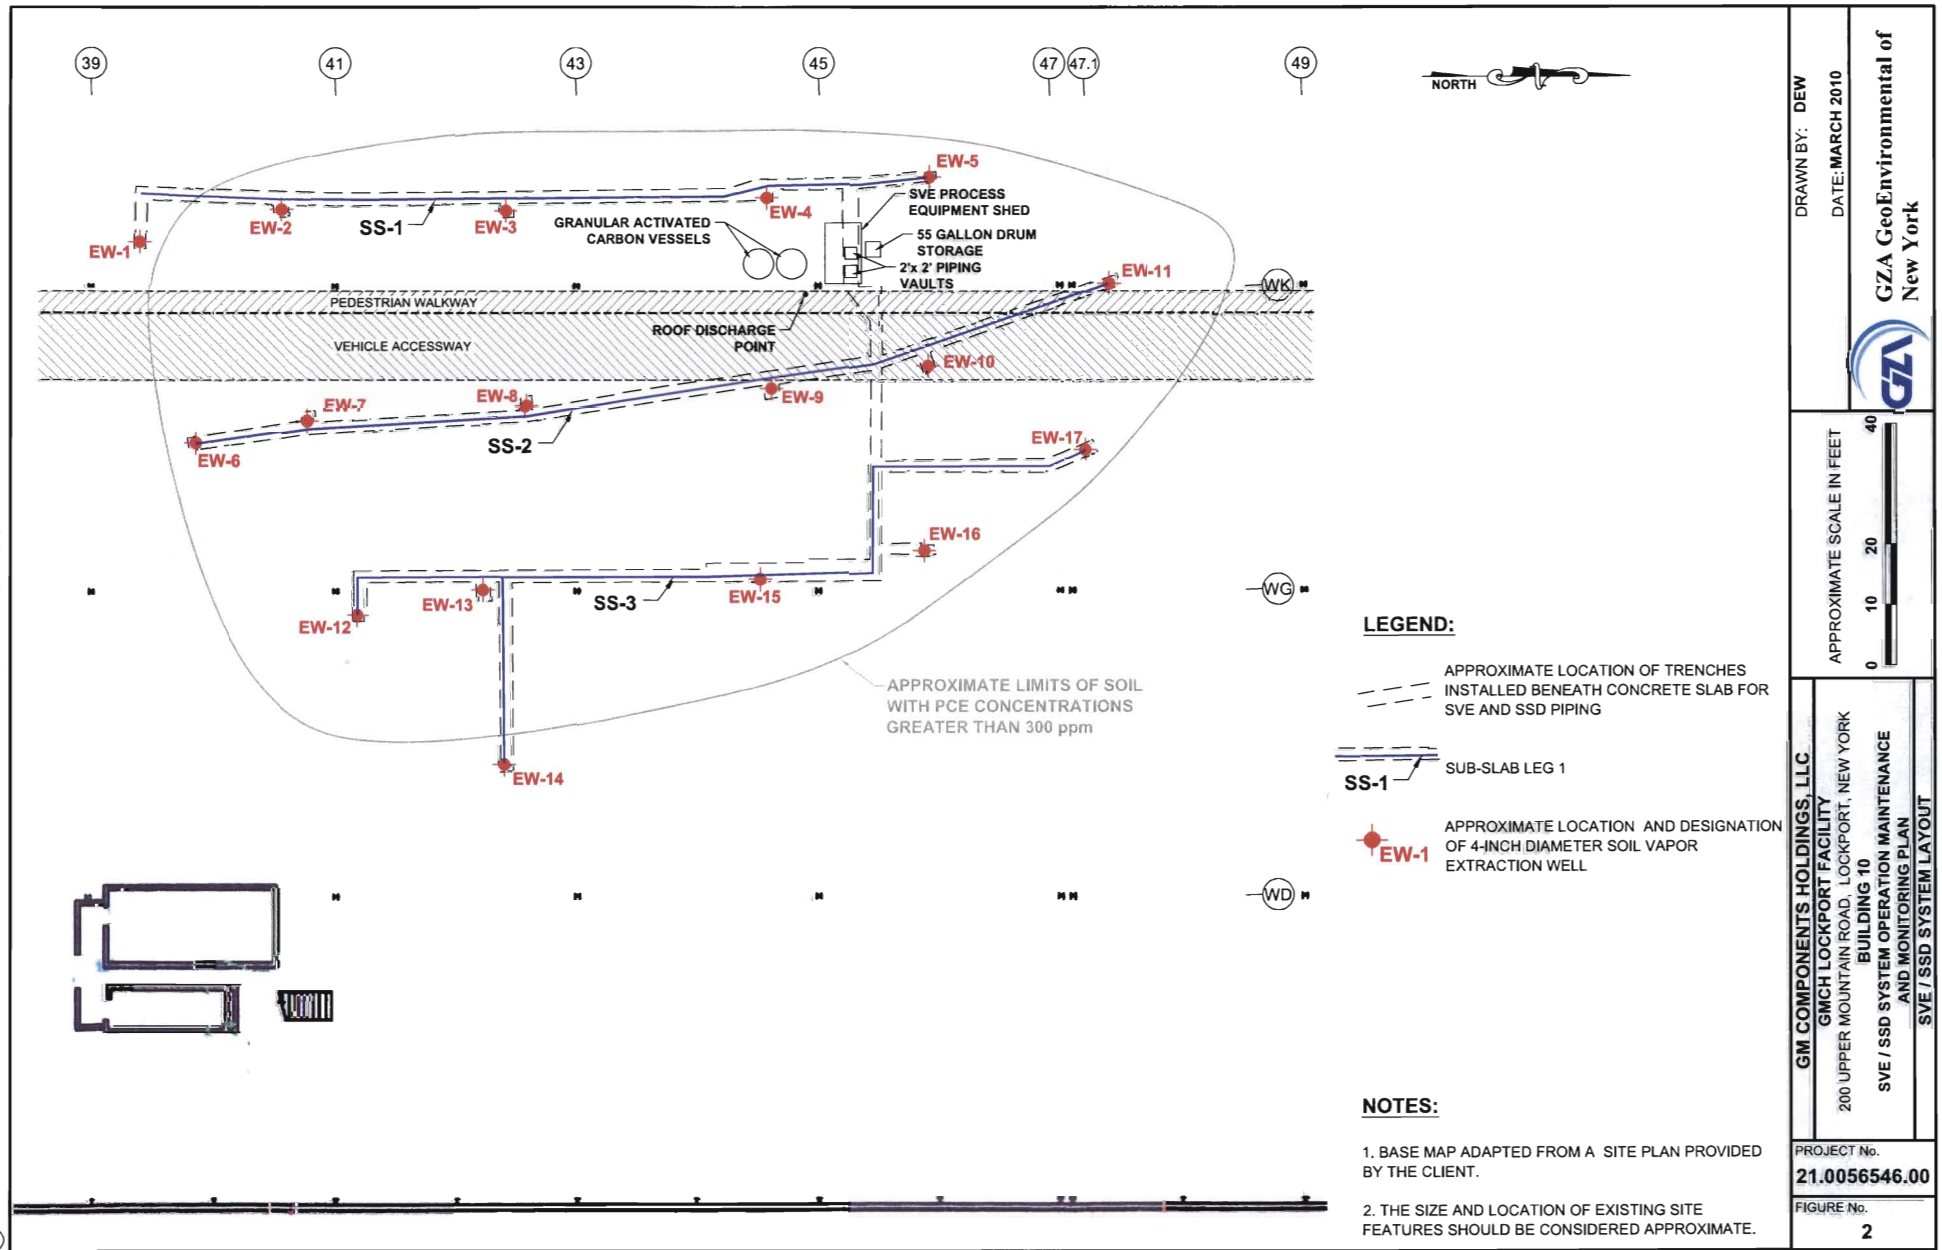 39
41
43
45
47
47.1
49
NORTH
EW-5
SVE PROCESS
EQUIPMENT SHED
EW-4
EW-2
SS-1
EW-3
GRANULAR ACTIVATED
CARBON VESSELS
55 GALLON DRUM
STORAGE
2'x 2' PIPING
VAULTS
EW-1
EW-11
WK
PEDESTRIAN WALKWAY
ROOF DISCHARGE
POINT
VEHICLE ACCESSWAY
EW-10
EW-8
EW-9
EW-7
SS-2
EW-6
EW-17
EW-16
EW-13
SS-3
EW-15
WG
EW-12
APPROXIMATE LIMITS OF SOIL
WITH PCE CONCENTRATIONS
GREATER THAN 300 ppm
EW-14
WD
LEGEND:
APPROXIMATE LOCATION OF TRENCHES
INSTALLED BENEATH CONCRETE SLAB FOR
SVE AND SSD PIPING
SS-1
SUB-SLAB LEG 1
EW-1
APPROXIMATE LOCATION AND DESIGNATION
OF 4-INCH DIAMETER SOIL VAPOR
EXTRACTION WELL
NOTES:
1. BASE MAP ADAPTED FROM A SITE PLAN PROVIDED
BY THE CLIENT.
2. THE SIZE AND LOCATION OF EXISTING SITE
FEATURES SHOULD BE CONSIDERED APPROXIMATE.
DRAWN BY: DEW
DATE: MARCH 2010
GZA GeoEnvironmental of
New York
GZA
APPROXIMATE SCALE IN FEET
0 10 20 40
GM COMPONENTS HOLDINGS, LLC
GMCH LOCKPORT FACILITY
200 UPPER MOUNTAIN ROAD, LOCKPORT, NEW YORK
BUILDING 10
SVE / SSD SYSTEM OPERATION MAINTENANCE
AND MONITORING PLAN
SVE / SSD SYSTEM LAYOUT
PROJECT No.
21.0056546.00
FIGURE No.
2